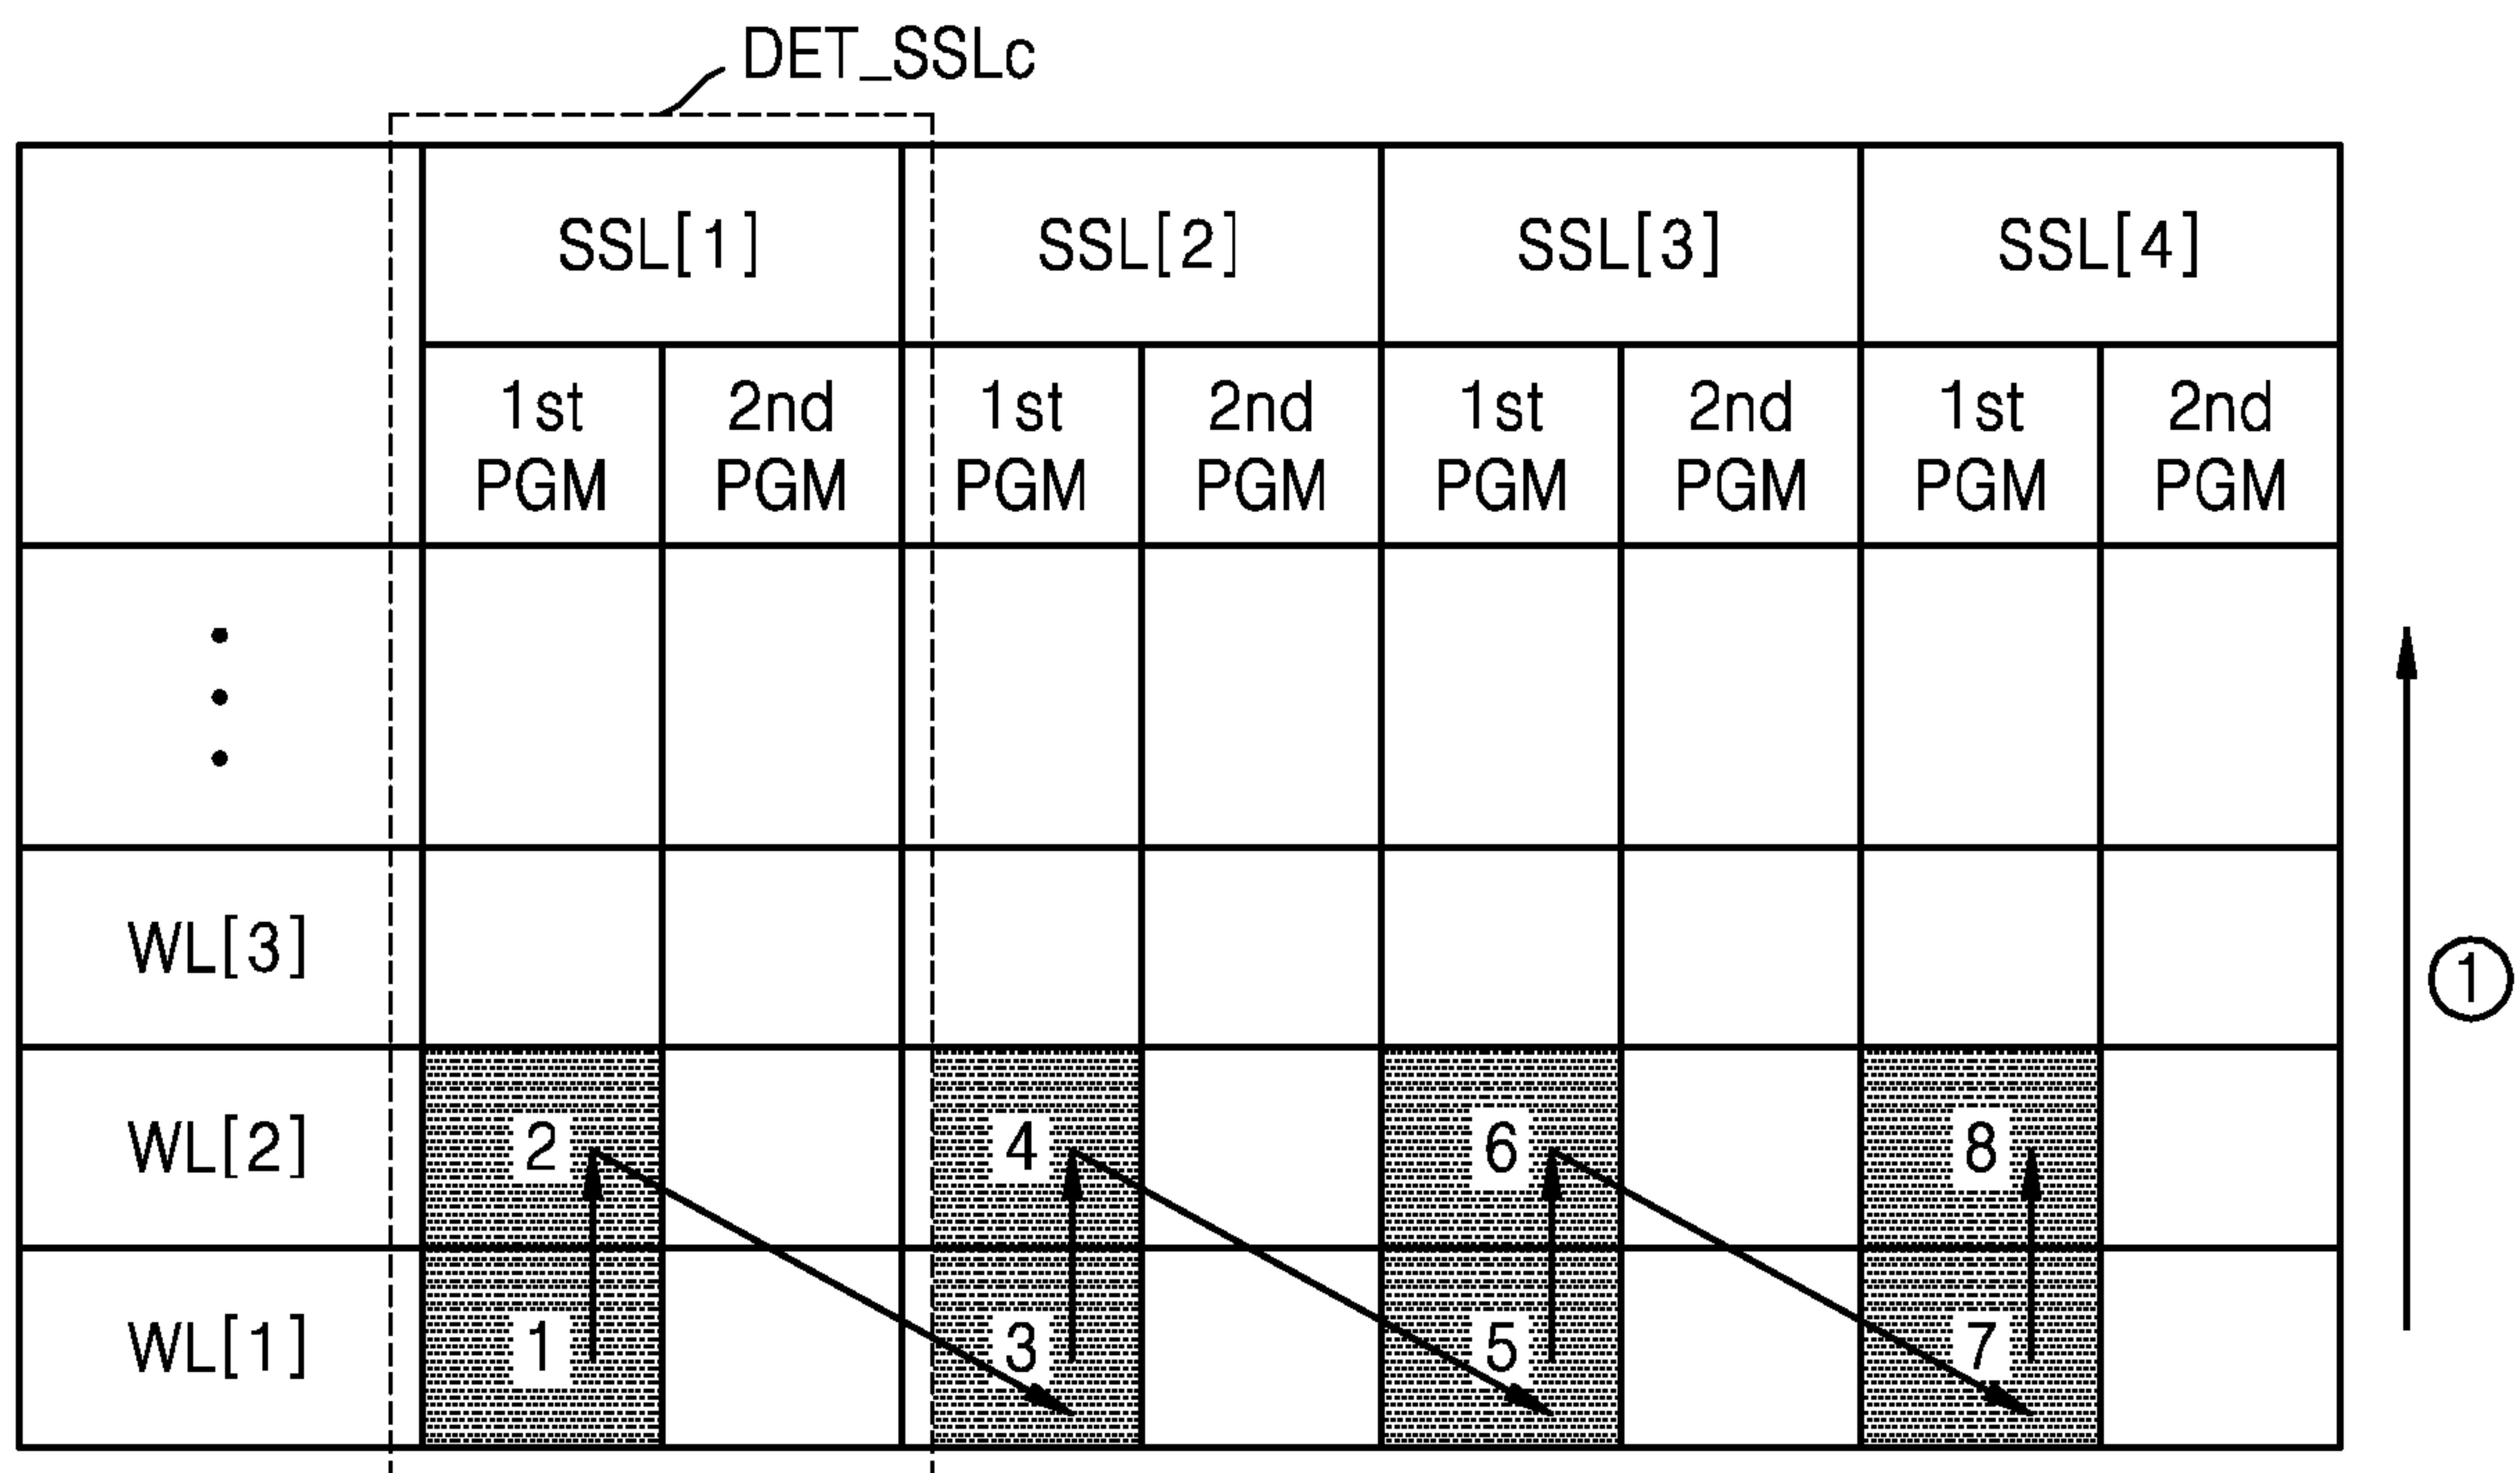 DET_SSLc
SSL[1] SSL[2] SSL[3] SSL[4]
1st PGM 2nd PGM 1st PGM 2nd PGM 1st PGM 2nd PGM 1st PGM 2nd PGM
WL[3]
WL[2] 2 4 6 8
WL[1] 1 3 5 7
①